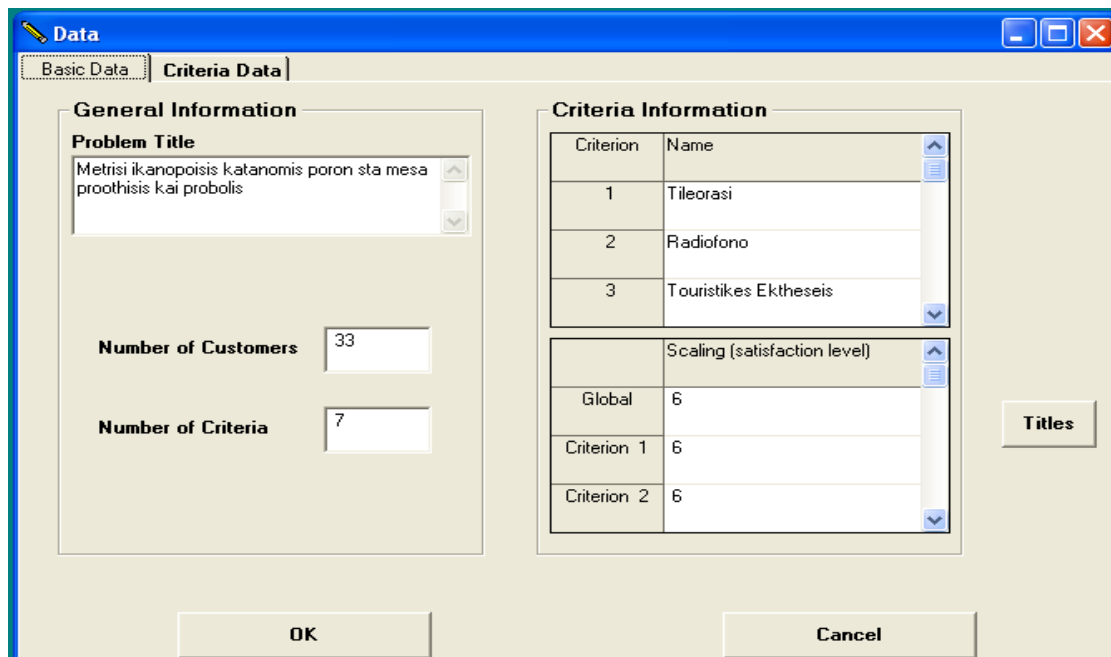 Data
Basic Data Criteria Data
General Information
Problem Title
Metrisi ikanopoisis katanomis poron sta mesa
proothisis kai probolis
Number of Customers 33
Number of Criteria 7
Criteria Information
Criterion Name
1 Tileorasi
2 Radiofono
3 Touristikes Ektheseis
Scaling (satisfaction level)
Global 6
Criterion 1 6
Criterion 2 6
Titles
OK Cancel